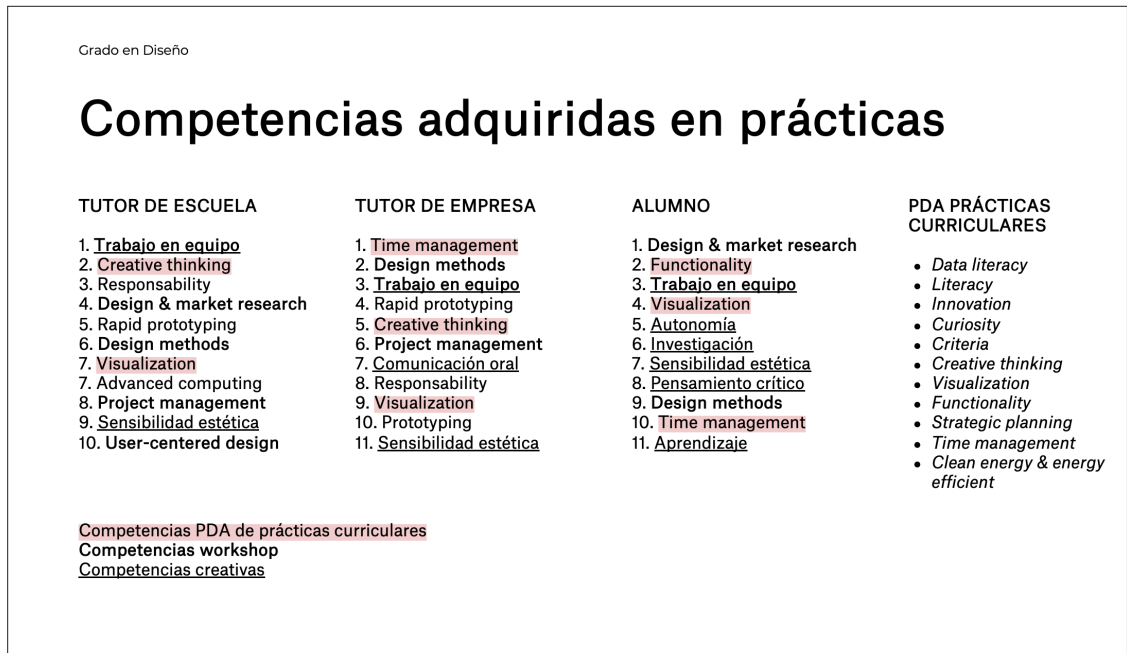 Grado en Diseño
Competencias adquiridas en prácticas
TUTOR DE ESCUELA
1. Trabajo en equipo
2. Creative thinking
3. Responsability
4. Design & market research
5. Rapid prototyping
6. Design methods
7. Visualization
7. Advanced computing
8. Project management
9. Sensibilidad estética
10. User-centered design
TUTOR DE EMPRESA
1. Time management
2. Design methods
3. Trabajo en equipo
4. Rapid prototyping
5. Creative thinking
6. Project management
7. Comunicación oral
8. Responsability
9. Visualization
10. Prototyping
11. Sensibilidad estética
ALUMNO
1. Design & market research
2. Functionality
3. Trabajo en equipo
4. Visualization
5. Autonomía
6. Investigación
7. Sensibilidad estética
8. Pensamiento crítico
9. Design methods
10. Time management
11. Aprendizaje
PDA PRÁCTICAS
CURRICULARES
• Data literacy
• Literacy
• Innovation
• Curiosity
• Criteria
• Creative thinking
• Visualization
• Functionality
• Strategic planning
• Time management
• Clean energy & energy
efficient
Competencias PDA de prácticas curriculares
Competencias workshop
Competencias creativas